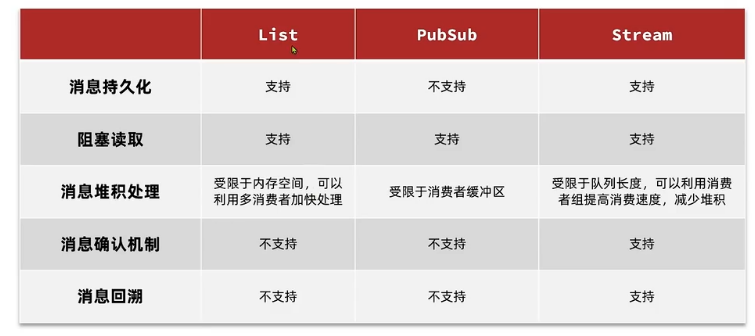 List PubSub Stream
消息持久化 支持 不支持 支持
阻塞读取 支持 支持 支持
消息堆积处理 受限于内存空间，可以利用多消费者加快处理 受限于消费者缓冲区 受限于队列长度，可以利用消费者组提高消费速度，减少堆积
消息确认机制 不支持 不支持 支持
消息回溯 不支持 不支持 支持